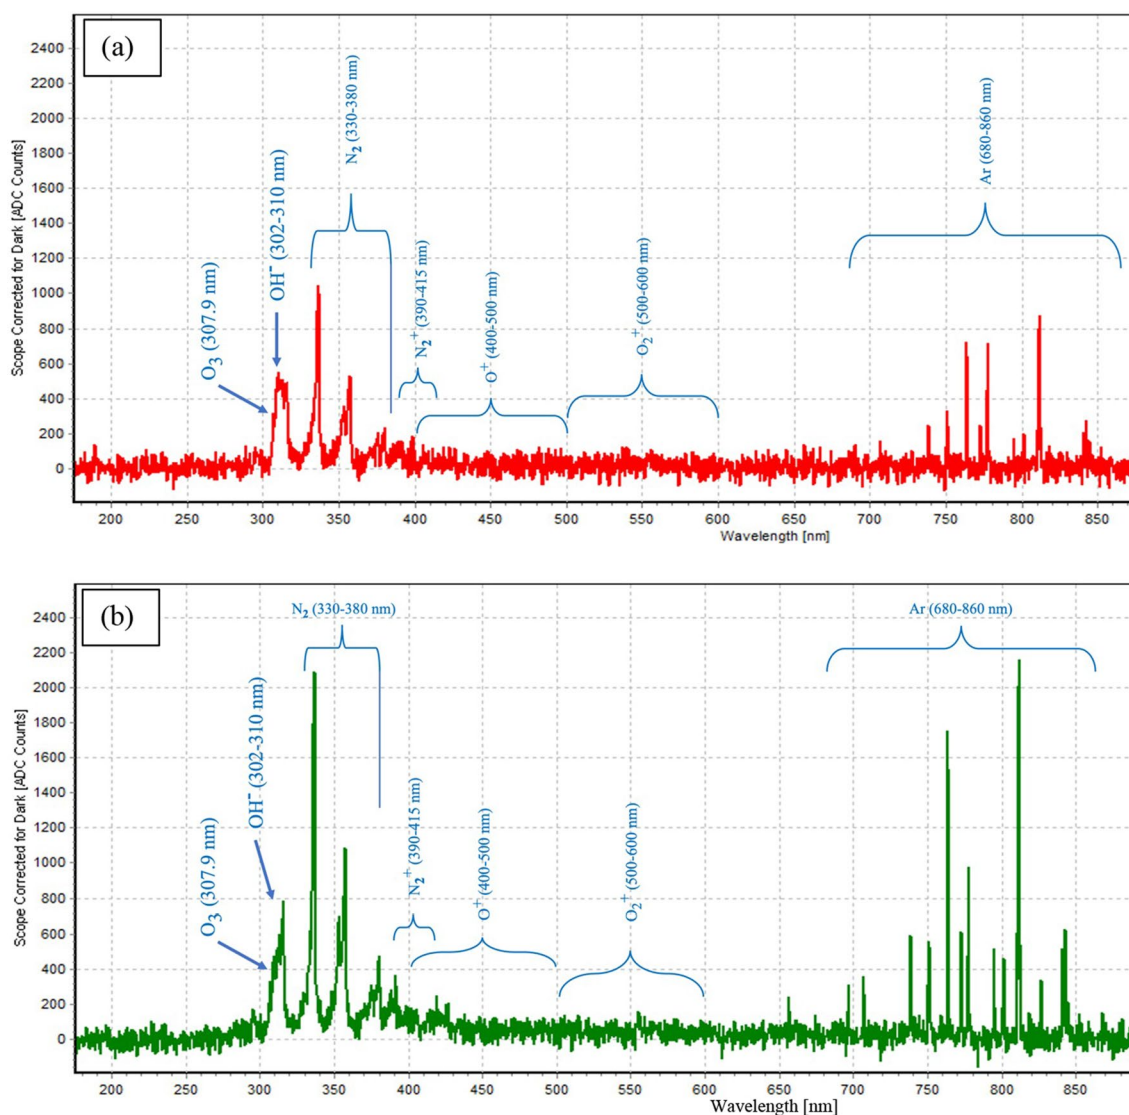 (a)
Scope Corrected for Dark [ADC Counts]
2400
2200
2000
1800
1600
1400
1200
1000
800
600
400
200
0
O3 (307.9 nm)
OH- (302-310 nm)
N2 (330-380 nm)
N2+ (390-415 nm)
O+ (400-500 nm)
O2+ (500-600 nm)
Ar (680-860 nm)
200 250 300 350 400 450 500 550 600 650 700 750 800 850
Wavelength [nm]
(b)
Scope Corrected for Dark [ADC Counts]
2400
2200
2000
1800
1600
1400
1200
1000
800
600
400
200
0
O3 (307.9 nm)
OH- (302-310 nm)
N2 (330-380 nm)
N2+ (390-415 nm)
O+ (400-500 nm)
O2+ (500-600 nm)
Ar (680-860 nm)
200 250 300 350 400 450 500 550 600 650 700 750 800 850
Wavelength [nm]